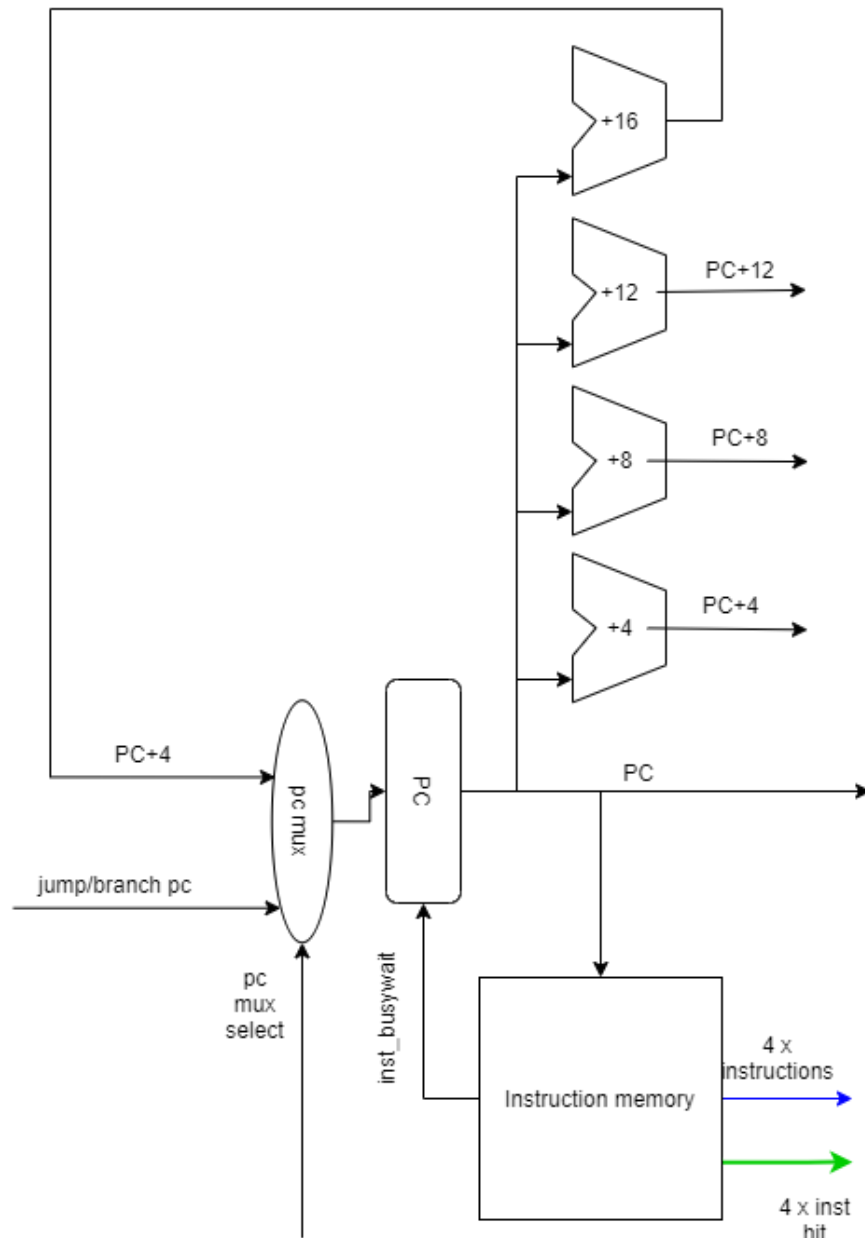 +16
PC+12
+12
PC+8
+8
PC+4
+4
PC+4
pc mux
PC
PC
jump/branch pc
pc
mux
select
inst_busywait
Instruction memory
4 x
instructions
4 x inst
hit